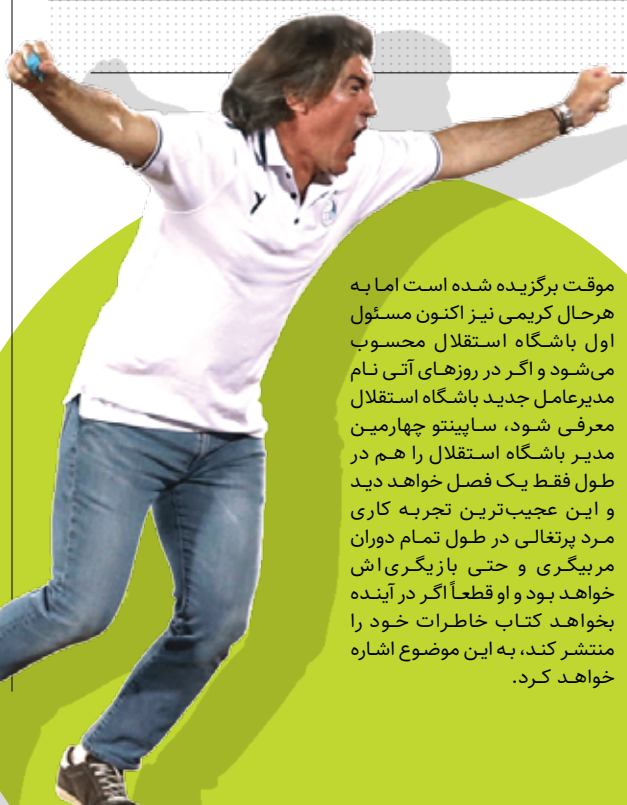 موقت برگزیده شده است اما به
هرحال کریمی نیز اکنون مسئول
اول باشگاه استقلال محسوب
می‌شود و اگر در روزهای آتی نام
مدیرعامل جدید باشگاه استقلال
معرفی شود، ساپینتو چهارمین
مدیر باشگاه استقلال را هم در
طول فقط یک فصل خواهد دید
و این عجیب‌ترین تجربه کاری
مرد پرتغالی در طول تمام دوران
مربیگری و حتی بازیگری‌اش
خواهد بود و او قطعاً اگر در آینده
بخواهد کتاب خاطرات خود را
منتشر کند، به این موضوع اشاره
خواهد کرد.